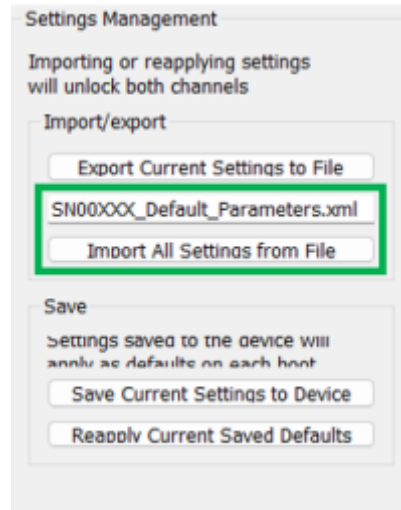 Settings Management
Importing or reapplying settings
will unlock both channels
Import/export
Export Current Settings to File
SN00XXX_Default_Parameters.xml
Import All Settings from File
Save
Settings saved to the device will
apply as defaults on each boot
Save Current Settings to Device
Reapply Current Saved Defaults